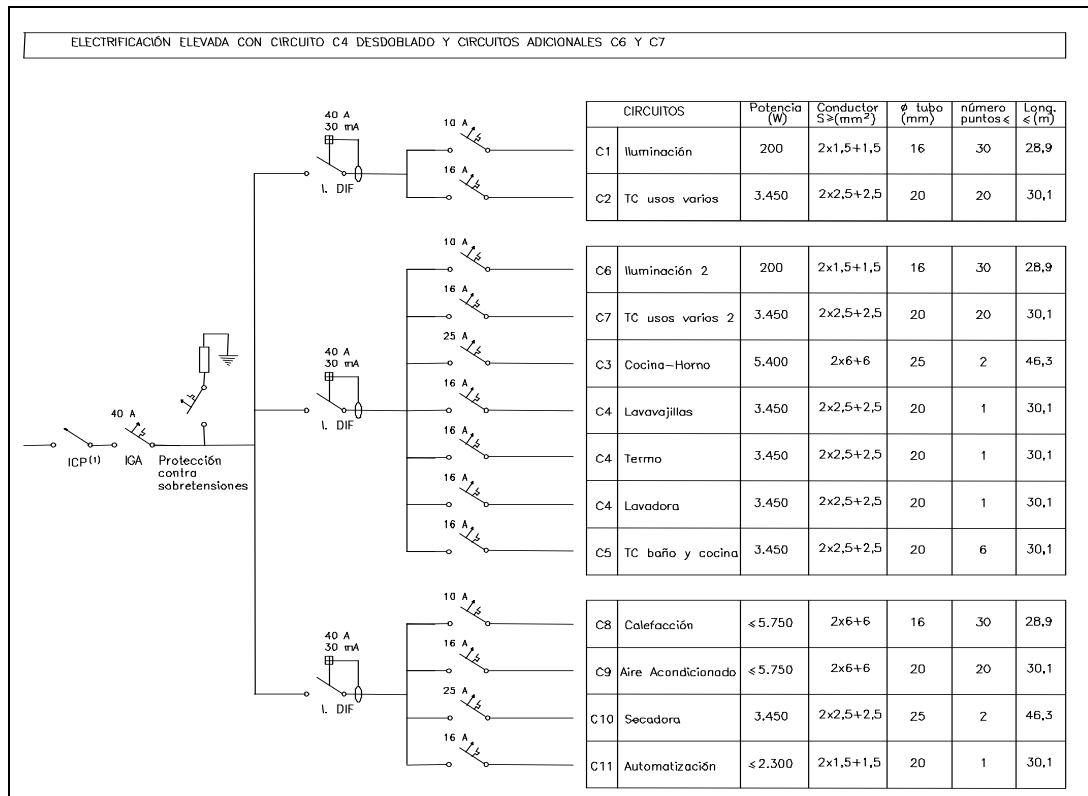 ELECTRIFICACIÓN ELEVADA CON CIRCUITO C4 DESDOBLADO Y CIRCUITOS ADICIONALES C6 Y C7
CIRCUITOS Potencia (W) Conductor S≥(mm²) ø tubo (mm) número puntos≤ Long. ≤(m)
40 A
30 mA
I. DIF
10 A C1 Iluminación 200 2x1,5+1,5 16 30 28,9
16 A C2 TC usos varios 3.450 2x2,5+2,5 20 20 30,1
40 A
30 mA
I. DIF
10 A C6 Iluminación 2 200 2x1,5+1,5 16 30 28,9
16 A C7 TC usos varios 2 3.450 2x2,5+2,5 20 20 30,1
25 A C3 Cocina-Horno 5.400 2x6+6 25 2 46,3
16 A C4 Lavavajillas 3.450 2x2,5+2,5 20 1 30,1
16 A C4 Termo 3.450 2x2,5+2,5 20 1 30,1
16 A C4 Lavadora 3.450 2x2,5+2,5 20 1 30,1
16 A C5 TC baño y cocina 3.450 2x2,5+2,5 20 6 30,1
40 A
ICP(1) IGA Protección
contra
sobretensiones
40 A
30 mA
I. DIF
10 A C8 Calefacción ≤5.750 2x6+6 16 30 28,9
16 A C9 Aire Acondicionado ≤5.750 2x6+6 20 20 30,1
25 A C10 Secadora 3.450 2x2,5+2,5 25 2 46,3
16 A C11 Automatización ≤2.300 2x1,5+1,5 20 1 30,1